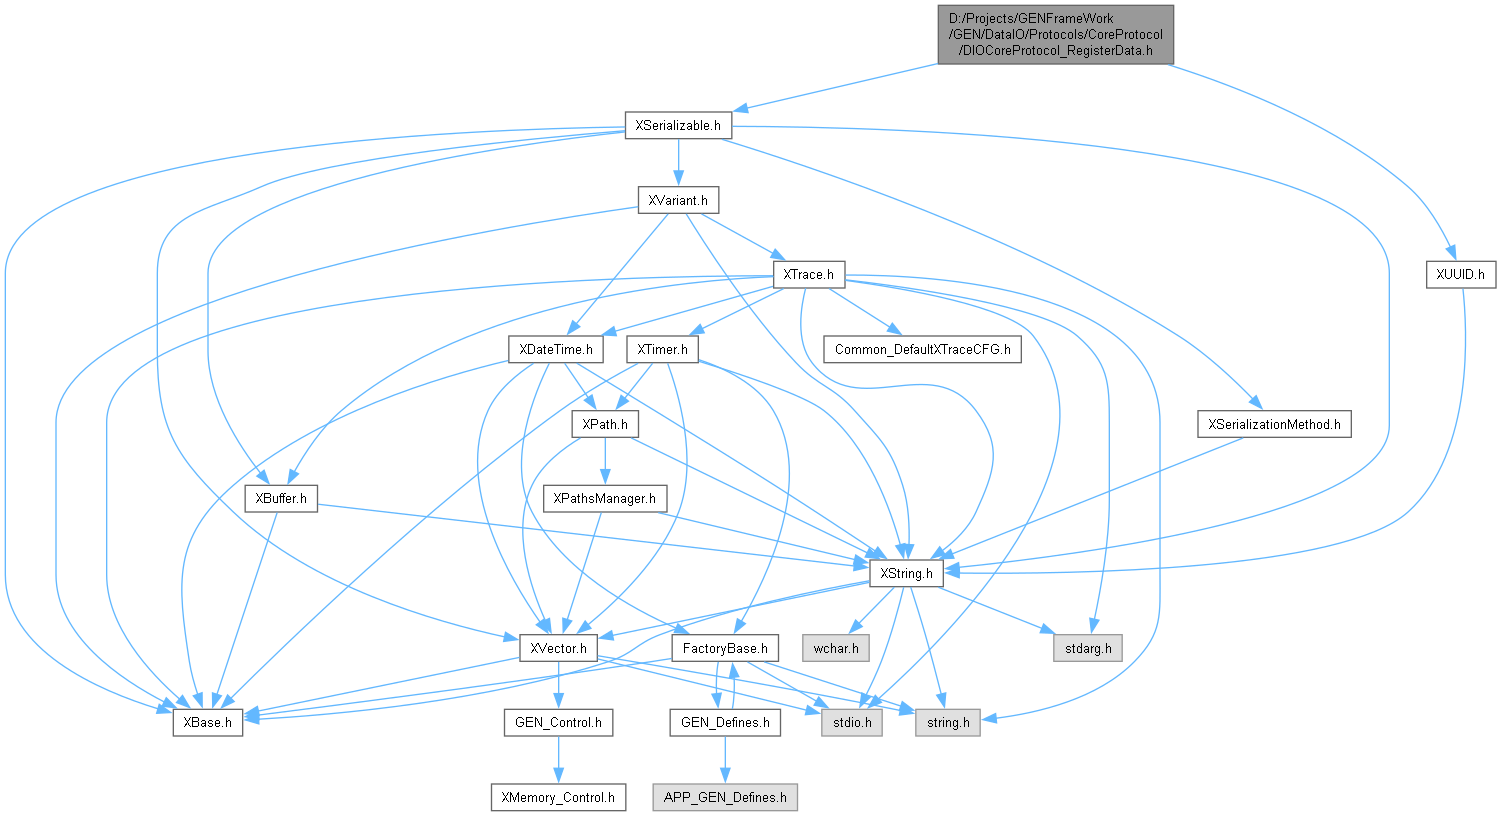 D:/Projects/GENFrameWork
/GEN/DataIO/Protocols/CoreProtocol
/DIOCoreProtocol_RegisterData.h
XSerializable.h
XVariant.h
XTrace.h
XUUID.h
XDateTime.h
XTimer.h
Common_DefaultXTraceCFG.h
XPath.h
XSerializationMethod.h
XBuffer.h
XPathsManager.h
XString.h
XVector.h
FactoryBase.h
wchar.h
stdarg.h
XBase.h
GEN_Control.h
GEN_Defines.h
stdio.h
string.h
XMemory_Control.h
APP_GEN_Defines.h